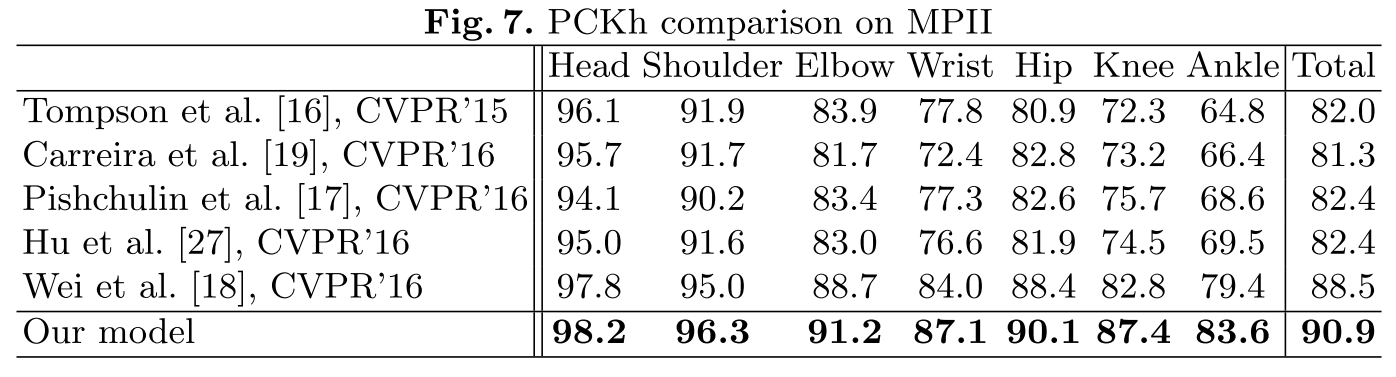 Fig. 7. PCKh comparison on MPII
Head Shoulder Elbow Wrist Hip Knee Ankle Total
Tompson et al. [16], CVPR'15 96.1 91.9 83.9 77.8 80.9 72.3 64.8 82.0
Carreira et al. [19], CVPR'16 95.7 91.7 81.7 72.4 82.8 73.2 66.4 81.3
Pishchulin et al. [17], CVPR'16 94.1 90.2 83.4 77.3 82.6 75.7 68.6 82.4
Hu et al. [27], CVPR'16 95.0 91.6 83.0 76.6 81.9 74.5 69.5 82.4
Wei et al. [18], CVPR'16 97.8 95.0 88.7 84.0 88.4 82.8 79.4 88.5
Our model 98.2 96.3 91.2 87.1 90.1 87.4 83.6 90.9